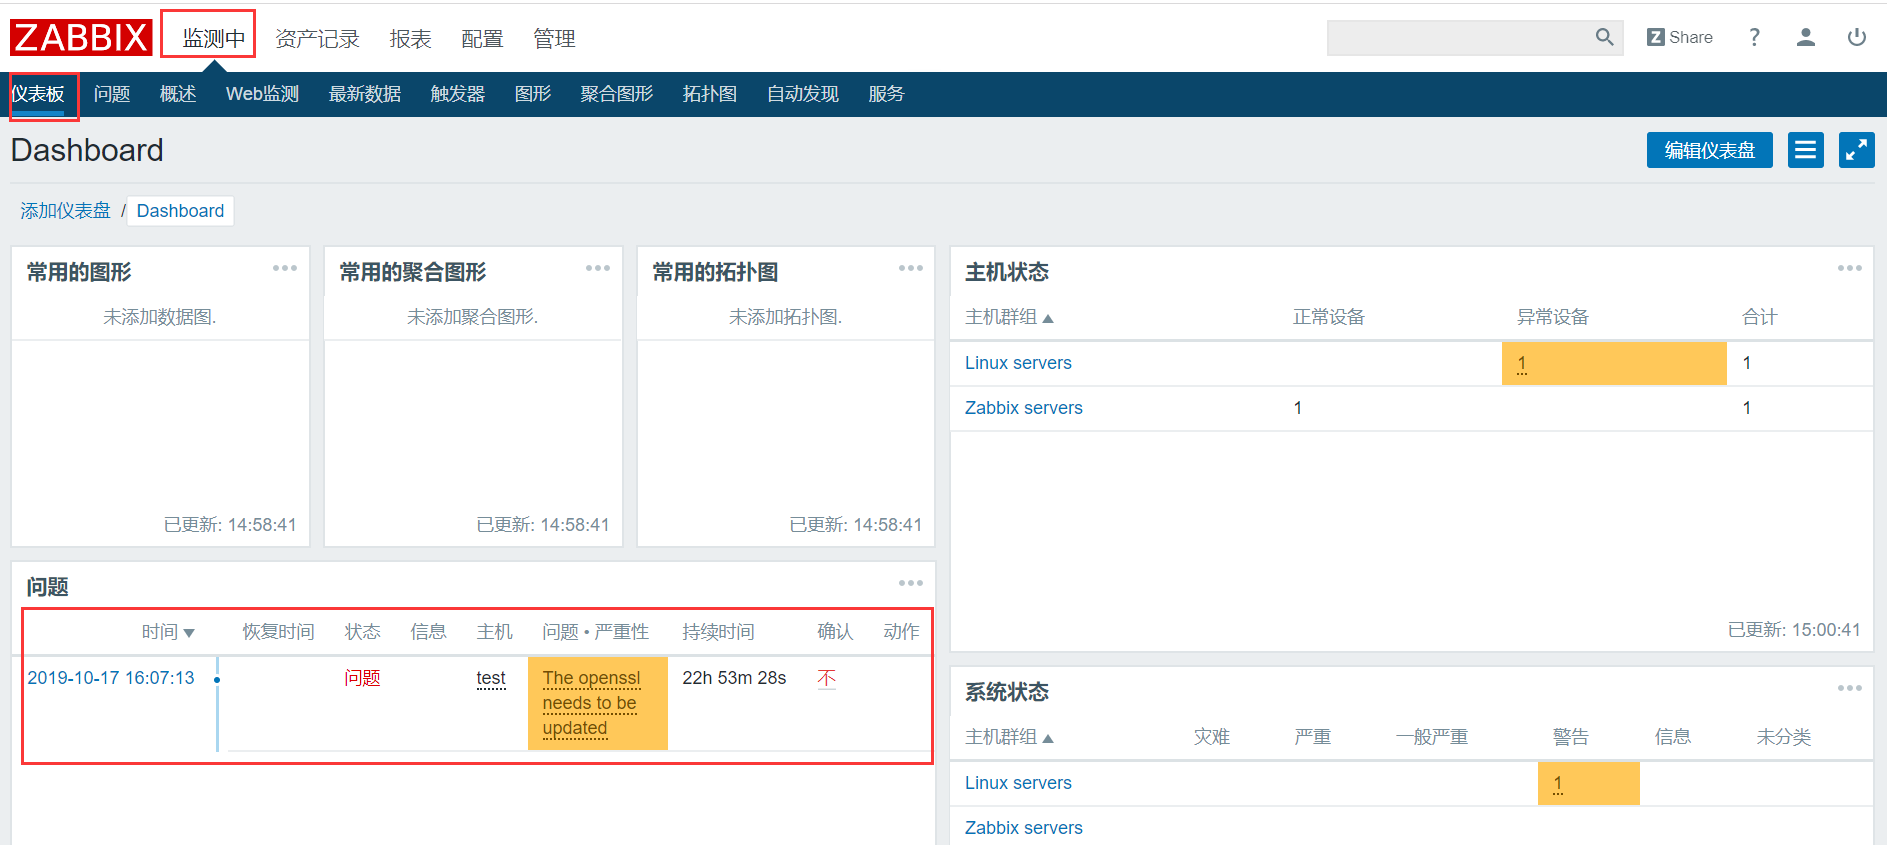 ZABBIX 监测中 资产记录 报表 配置 管理 Z Share ?
仪表板 问题 概述 Web监测 最新数据 触发器 图形 聚合图形 拓扑图 自动发现 服务
Dashboard 编辑仪表盘
添加仪表盘 / Dashboard
常用的图形
未添加数据图.
已更新: 14:58:41
常用的聚合图形
未添加聚合图形.
已更新: 14:58:41
常用的拓扑图
未添加拓扑图.
已更新: 14:58:41
主机状态
主机群组 ▲ 正常设备 异常设备 合计
Linux servers 1 1
Zabbix servers 1 1
已更新: 15:00:41
问题
时间 ▼ 恢复时间 状态 信息 主机 问题 • 严重性 持续时间 确认 动作
2019-10-17 16:07:13 问题 test The openssl 22h 53m 28s 不
needs to be
updated
系统状态
主机群组 ▲ 灾难 严重 一般严重 警告 信息 未分类
Linux servers 1
Zabbix servers